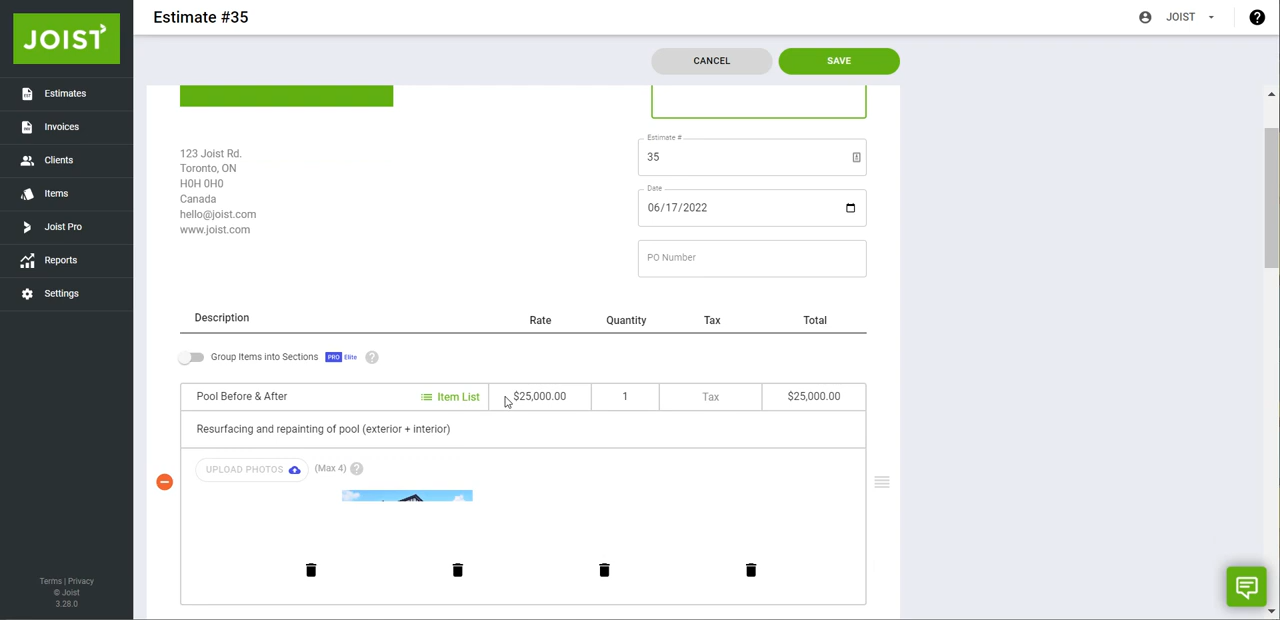 JOIST
Estimate #35
JOIST
?
CANCEL
SAVE
Estimates
Invoices
Clients
Items
Joist Pro
Reports
Settings
123 Joist Rd.
Toronto, ON
H0H 0H0
Canada
hello@joist.com
www.joist.com
Estimate #
35
Date
06/17/2022
PO Number
Description Rate Quantity Tax Total
Group Items into Sections PRO Elite ?
Pool Before & After Item List $25,000.00 1 Tax $25,000.00
Resurfacing and repainting of pool (exterior + interior)
UPLOAD PHOTOS (Max 4) ?
Terms | Privacy
© Joist
3.28.0